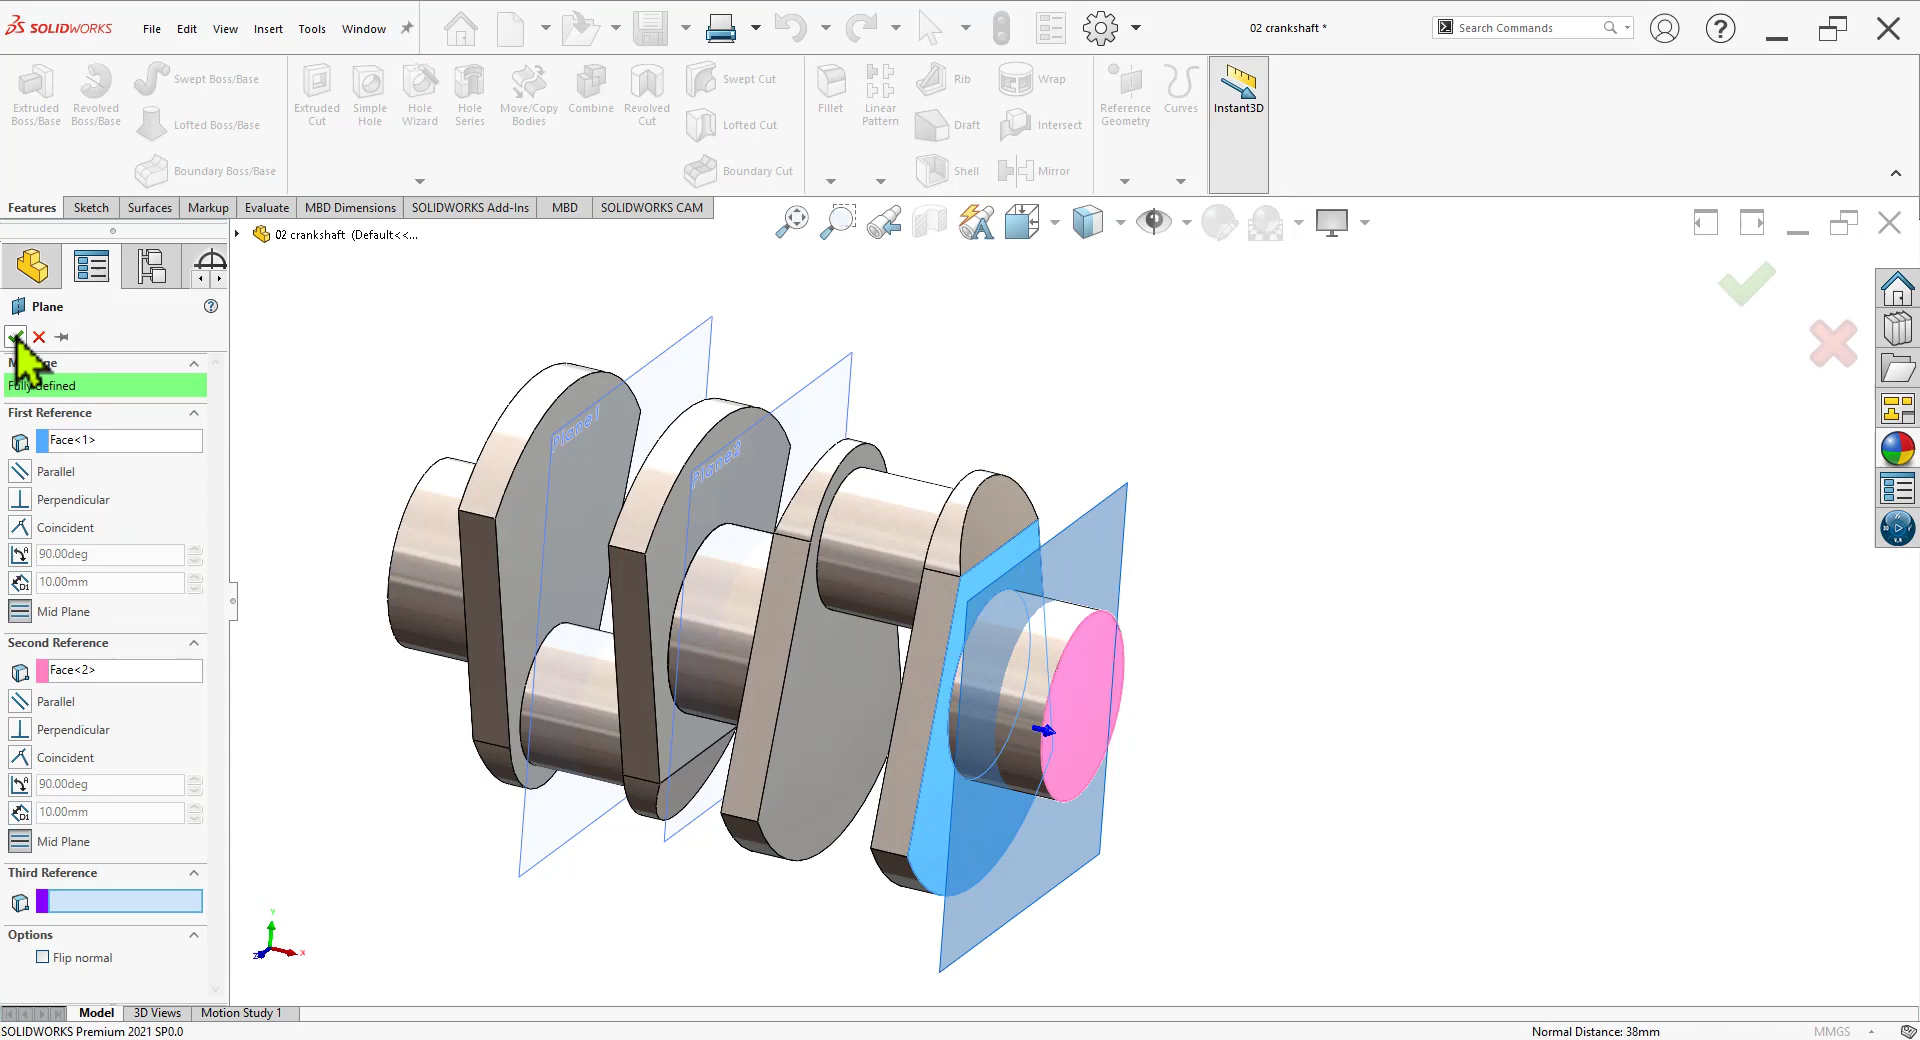 SOLIDWORKS
File Edit View Insert Tools Window
02 crankshaft *
Search Commands
Extruded Boss/Base
Revolved Boss/Base
Swept Boss/Base
Lofted Boss/Base
Boundary Boss/Base
Extruded Cut
Simple Hole
Hole Wizard
Hole Series
Move/Copy Bodies
Combine
Revolved Cut
Swept Cut
Lofted Cut
Boundary Cut
Fillet
Linear Pattern
Rib
Draft
Shell
Wrap
Intersect
Mirror
Reference Geometry
Curves
Instant3D
Features Sketch Surfaces Markup Evaluate MBD Dimensions SOLIDWORKS Add-Ins MBD SOLIDWORKS CAM
02 crankshaft (Default<<...
Plane
Fully defined
First Reference
Face<1>
Parallel
Perpendicular
Coincident
90.00deg
10.00mm
Mid Plane
Second Reference
Face<2>
Parallel
Perpendicular
Coincident
90.00deg
10.00mm
Mid Plane
Third Reference
Options
Flip normal
Plane1
Plane2
Y
X
Z
Model 3D Views Motion Study 1
SOLIDWORKS Premium 2021 SP0.0
Normal Distance: 38mm
MMGS